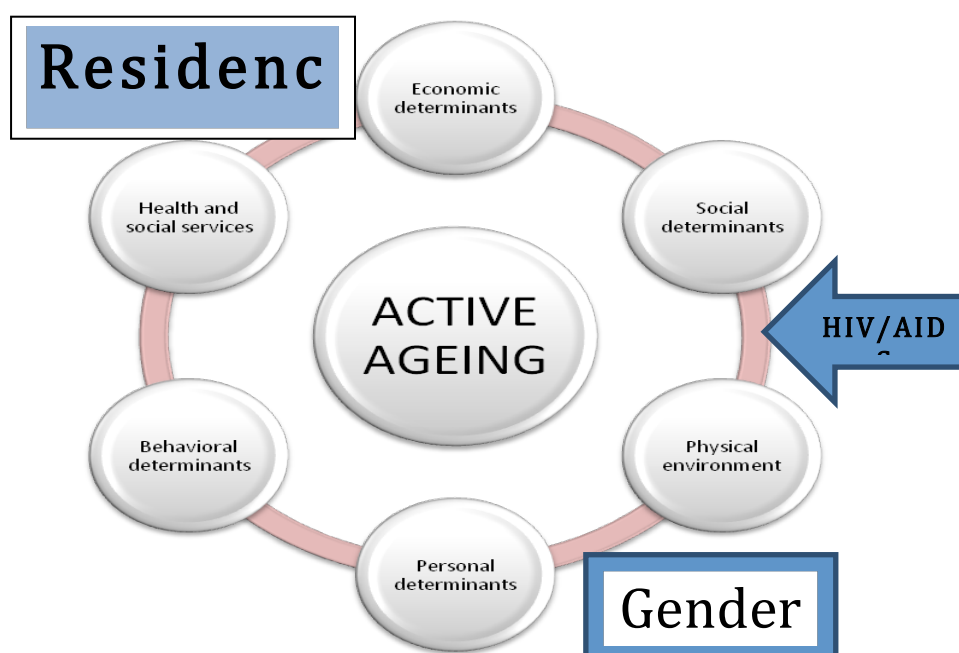 Residenc
Economic
determinants
Health and
social services
Social
determinants
ACTIVE
AGEING
HIV/AID
Behavioral
determinants
Physical
environment
Personal
determinants
Gender